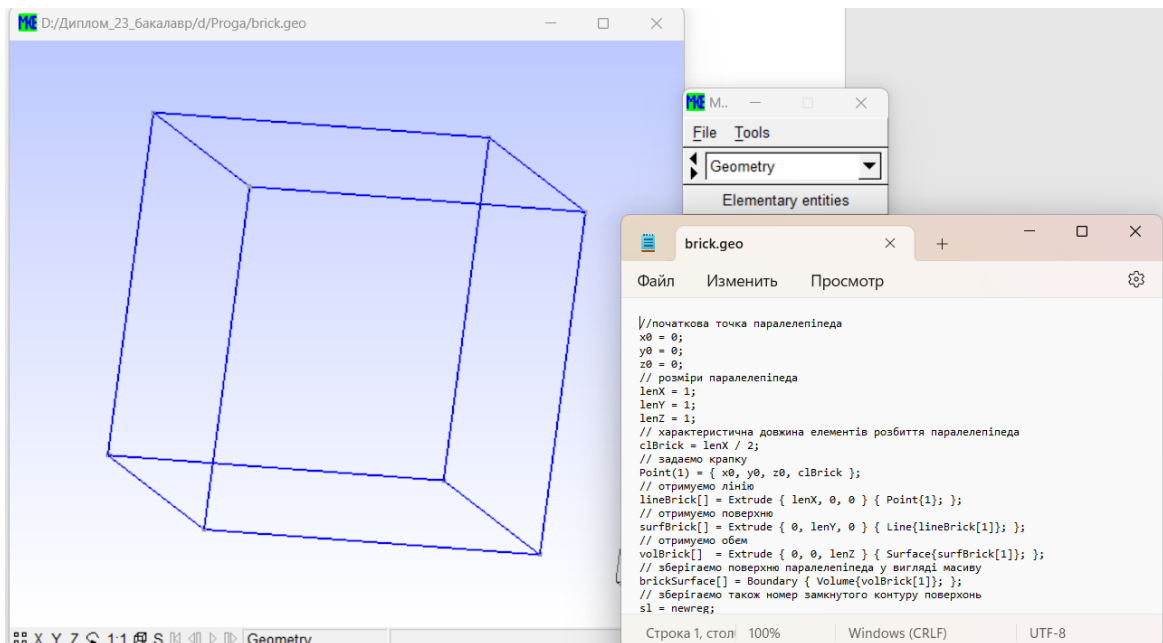 МКЕ D:/Диплом_23_бакалавр/d/Proga/brick.geo
МКЕ М..
File Tools
Geometry
Elementary entities
brick.geo
Файл Изменить Просмотр
//початкова точка паралелепіпеда
x0 = 0;
y0 = 0;
z0 = 0;
// розміри паралелепіпеда
lenX = 1;
lenY = 1;
lenZ = 1;
// характеристична довжина елементів розбиття паралелепіпеда
clBrick = lenX / 2;
// задаємо крапку
Point(1) = { x0, y0, z0, clBrick };
// отримуємо лінію
lineBrick[] = Extrude { lenX, 0, 0 } { Point{1}; };
// отримуємо поверхню
surfBrick[] = Extrude { 0, lenY, 0 } { Line{lineBrick[1]}; };
// отримуємо обєм
volBrick[]  = Extrude { 0, 0, lenZ } { Surface{surfBrick[1]}; };
// зберігаємо поверхню паралелепіпеда у вигляді масиву
brickSurface[] = Boundary { Volume{volBrick[1]}; };
// зберігаємо також номер замкнутого контуру поверхонь
sl = newreg;
Строка 1, стол 100% Windows (CRLF) UTF-8
X Y Z 1:1 S Geometry